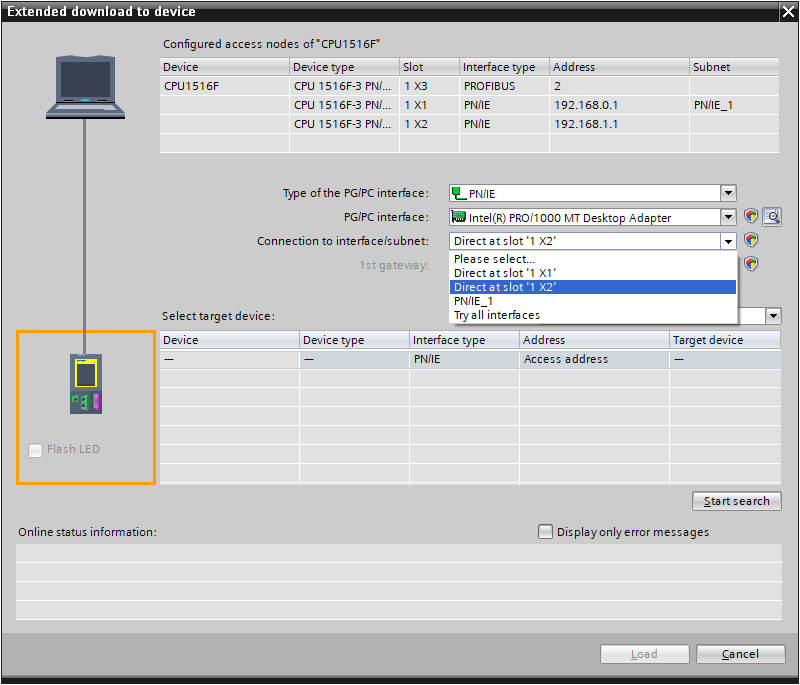 Extended download to device
Configured access nodes of "CPU1516F"
Device Device type Slot Interface type Address Subnet
CPU1516F CPU 1516F-3 PN/... 1 X3 PROFIBUS 2
CPU 1516F-3 PN/... 1 X1 PN/IE 192.168.0.1 PN/IE_1
CPU 1516F-3 PN/... 1 X2 PN/IE 192.168.1.1
Type of the PG/PC interface: PN/IE
PG/PC interface: Intel(R) PRO/1000 MT Desktop Adapter
Connection to interface/subnet: Direct at slot '1 X2'
Please select...
1st gateway:
Direct at slot '1 X1'
Direct at slot '1 X2'
PN/IE_1
Try all interfaces
Select target device:
Device Device type Interface type Address Target device
— — PN/IE Access address —
Flash LED
Start search
Online status information: Display only error messages
Load Cancel